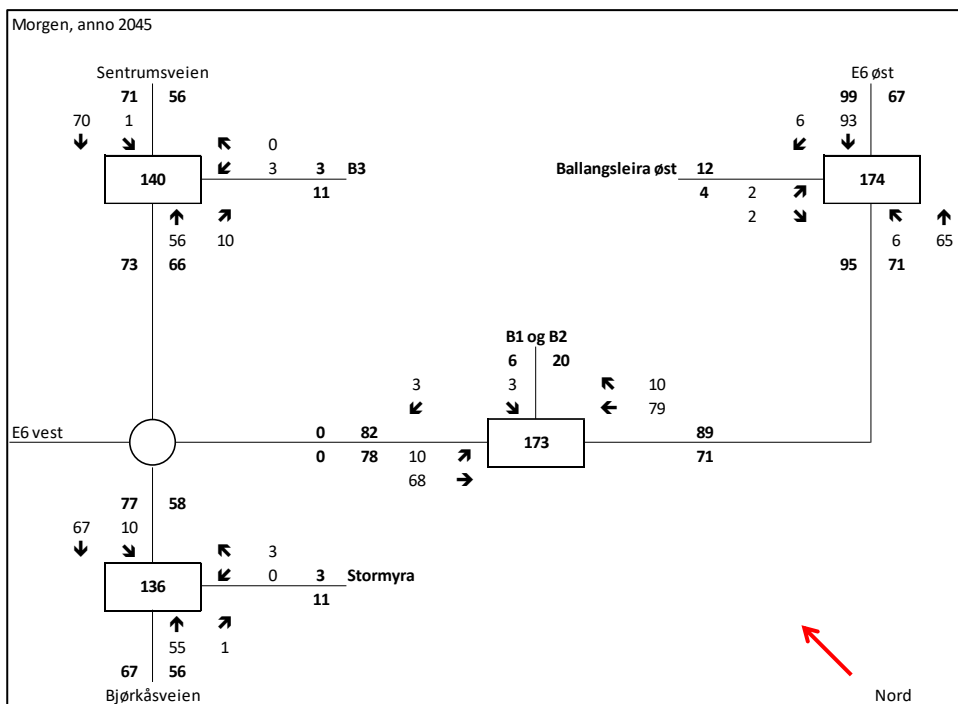 Morgen, anno 2045
Sentrumsveien E6 øst
71 56 99 67
70 1 6 93
0
3 3 B3 Ballangsleira øst 12
140 174
11 4 2
2
56 10 6 65
73 66 95 71
B1 og B2
6 20
3 3 10
79
E6 vest 0 82 173 89
0 78 10 71
68
77 58
67 10
3
0 3 Stormyra
136
11
55 1
67 56
Bjørkåsveien Nord